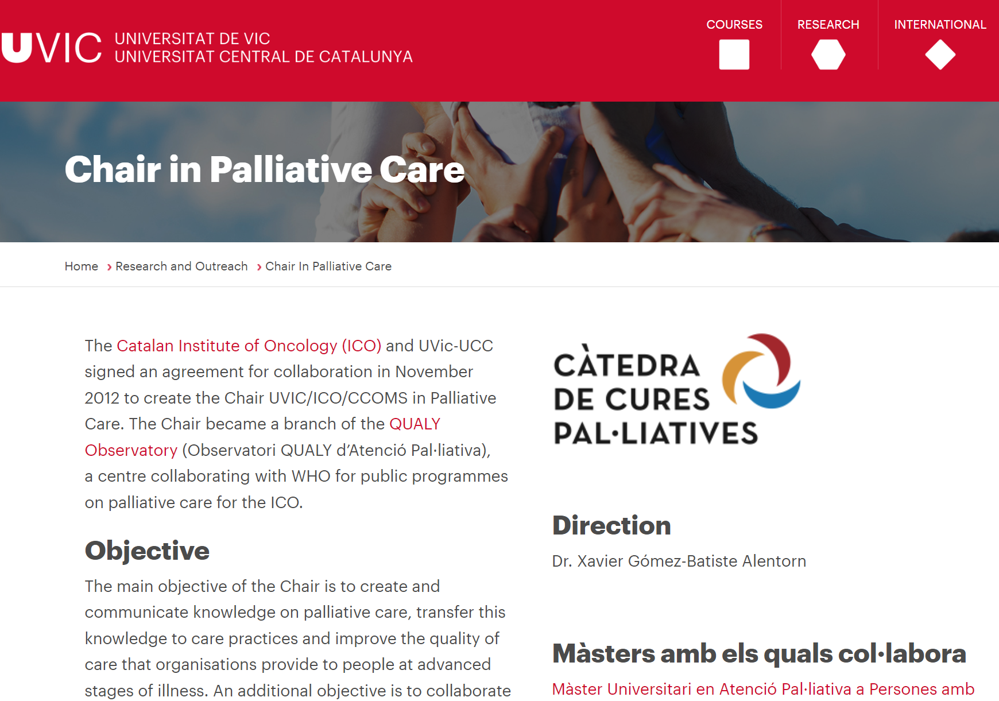 UVIC UNIVERSITAT DE VIC
UNIVERSITAT CENTRAL DE CATALUNYA
COURSES
RESEARCH
INTERNATIONAL
Chair in Palliative Care
Home › Research and Outreach › Chair In Palliative Care
The Catalan Institute of Oncology (ICO) and UVic-UCC
signed an agreement for collaboration in November
2012 to create the Chair UVIC/ICO/CCOMS in Palliative
Care. The Chair became a branch of the QUALY
Observatory (Observatori QUALY d’Atenció Pal·liativa),
a centre collaborating with WHO for public programmes
on palliative care for the ICO.
Objective
The main objective of the Chair is to create and
communicate knowledge on palliative care, transfer this
knowledge to care practices and improve the quality of
care that organisations provide to people at advanced
stages of illness. An additional objective is to collaborate
CÀTEDRA
DE CURES
PAL·LIATIVES
Direction
Dr. Xavier Gómez-Batiste Alentorn
Màsters amb els quals col·labora
Màster Universitari en Atenció Pal·liativa a Persones amb